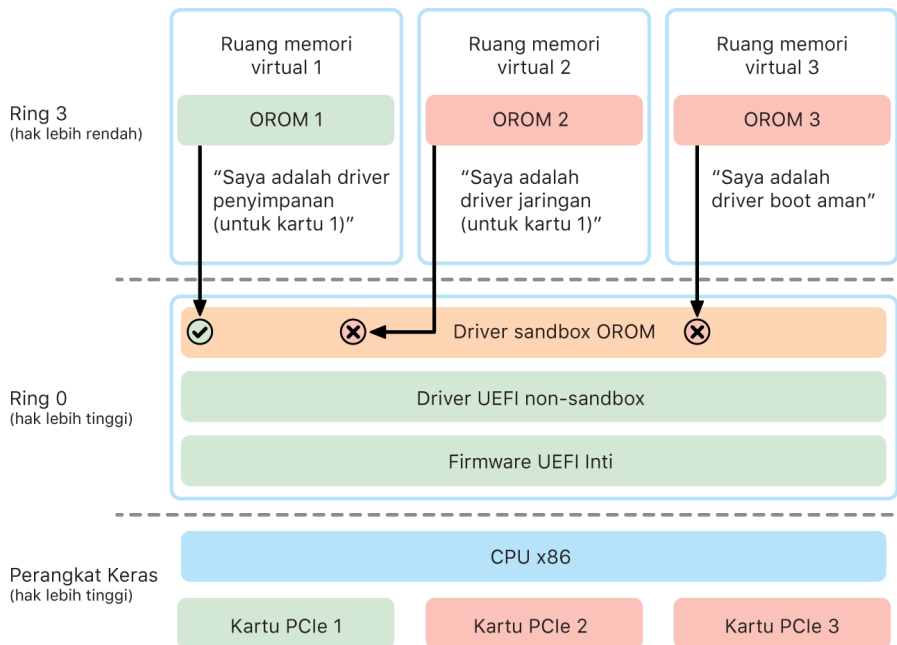 Ruang memori
virtual 1
Ruang memori
virtual 2
Ruang memori
virtual 3
Ring 3
(hak lebih rendah)
OROM 1
OROM 2
OROM 3
“Saya adalah driver
penyimpanan
(untuk kartu 1)”
“Saya adalah
driver jaringan
(untuk kartu 1)”
“Saya adalah
driver boot aman”
Driver sandbox OROM
Ring 0
(hak lebih tinggi)
Driver UEFI non-sandbox
Firmware UEFI Inti
Perangkat Keras
(hak lebih tinggi)
CPU x86
Kartu PCIe 1
Kartu PCIe 2
Kartu PCIe 3